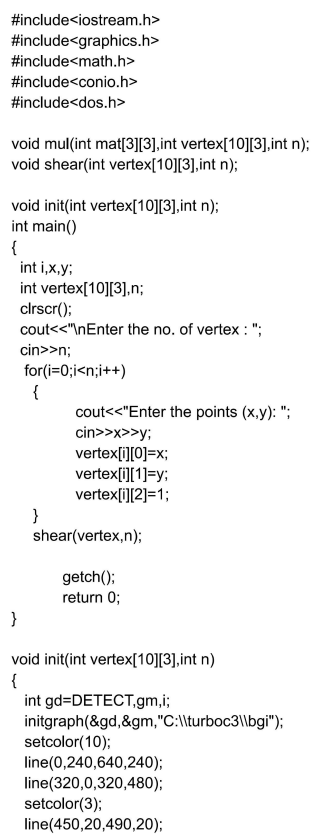 #include<iostream.h>
#include<graphics.h>
#include<math.h>
#include<conio.h>
#include<dos.h>
void mul(int mat[3][3],int vertex[10][3],int n);
void shear(int vertex[10][3],int n);
void init(int vertex[10][3],int n);
int main()
{
int i,x,y;
int vertex[10][3],n;
clrscr();
cout<<"\nEnter the no. of vertex : ";
cin>>n;
for(i=0;i<n;i++)
{
cout<<"Enter the points (x,y): ";
cin>>x>>y;
vertex[i][0]=x;
vertex[i][1]=y;
vertex[i][2]=1;
}
shear(vertex,n);
getch();
return 0;
}
void init(int vertex[10][3],int n)
{
int gd=DETECT,gm,i;
initgraph(&gd,&gm,"C:\\turboc3\\bgi");
setcolor(10);
line(0,240,640,240);
line(320,0,320,480);
setcolor(3);
line(450,20,490,20);